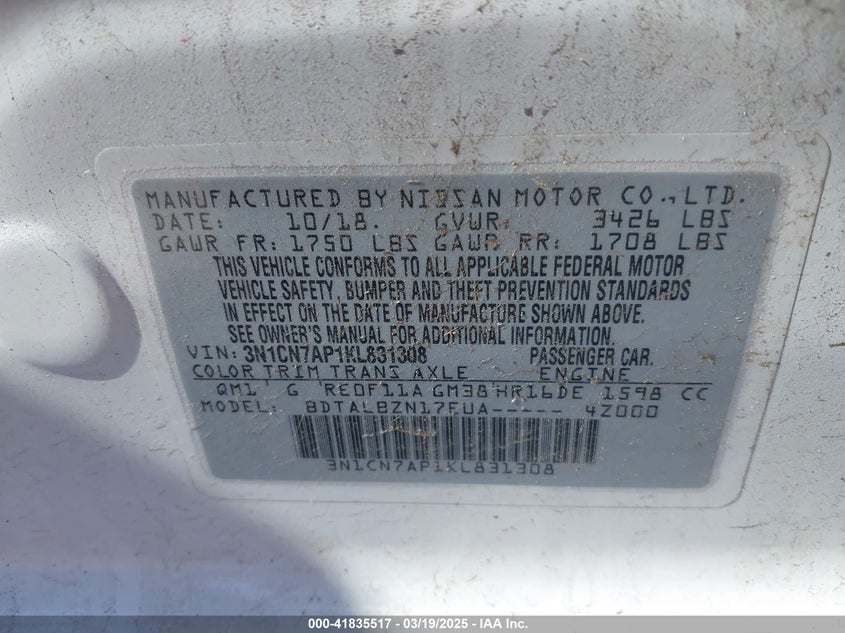 MANUFACTURED BY NISSAN MOTOR CO.,LTD.
DATE: 10/18. GVWR: 3426 LBS
GAWR FR: 1750 LBS GAWR RR: 1708 LBS
THIS VEHICLE CONFORMS TO ALL APPLICABLE FEDERAL MOTOR
VEHICLE SAFETY, BUMPER AND THEFT PREVENTION STANDARDS
IN EFFECT ON THE DATE OF MANUFACTURE SHOWN ABOVE.
SEE OWNER'S MANUAL FOR ADDITIONAL INFORMATION.
VIN: 3N1CN7AP1KL831308 PASSENGER CAR.
COLOR TRIM TRANS AXLE ENGINE
QM1 G RE0F11A GM38 HR16DE 1598 CC
BDTALBZN17EUA----- 4Z000
3N1CN7AP1KL831308
000-41835517 - 03/19/2025 - IAA Inc.